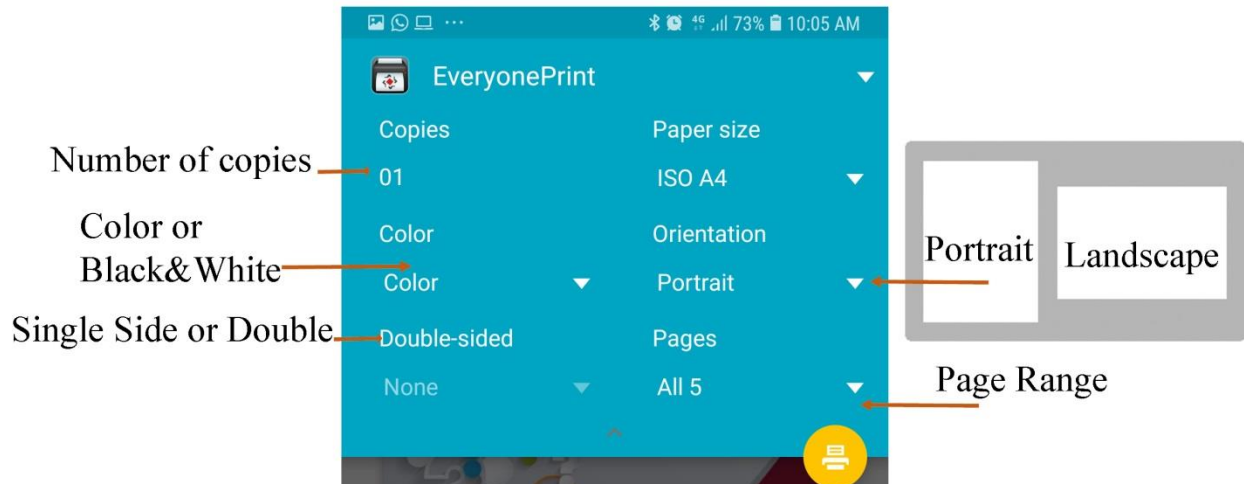 4G 73% 10:05 AM
EveryonePrint
Copies Paper size
Number of copies
01 ISO A4
Color or
Black&White
Color Orientation
Portrait Landscape
Color Portrait
Single Side or Double
Double-sided Pages
None All 5
Page Range